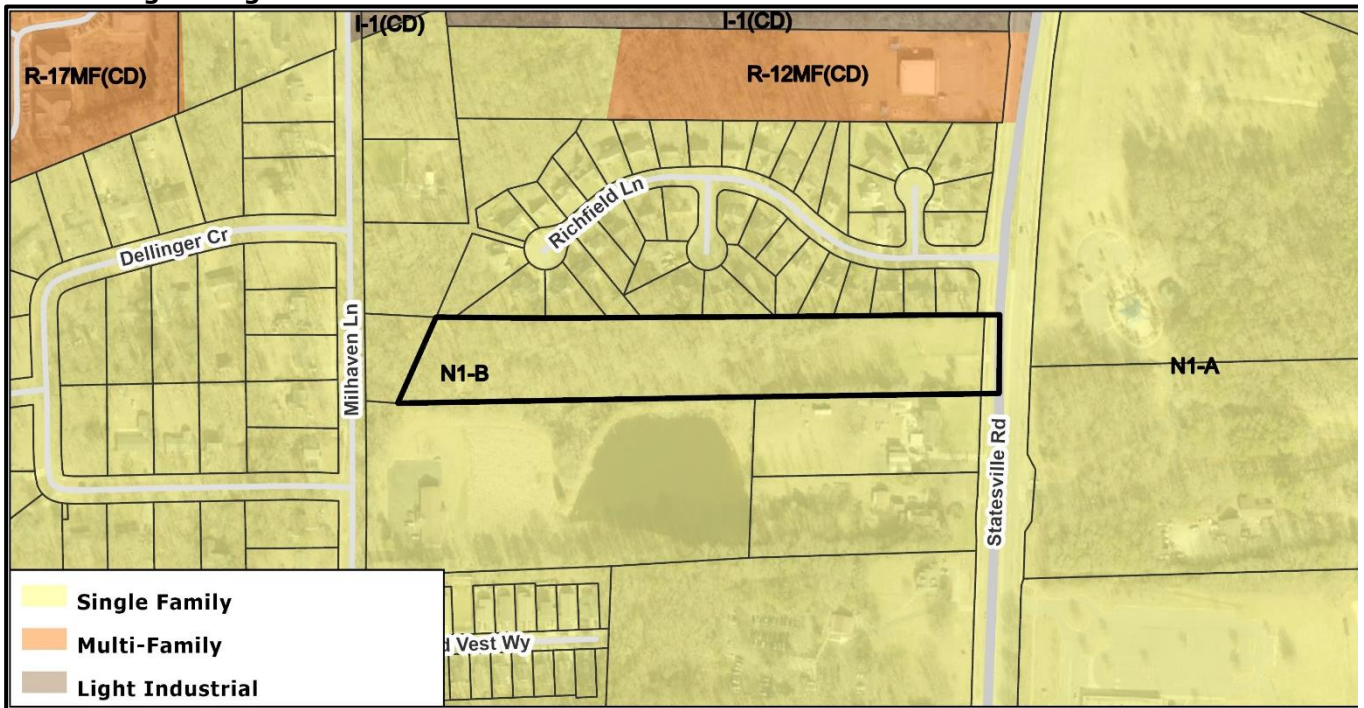 I-1(CD)
I-1(CD)
R-17MF(CD)
R-12MF(CD)
Richfield Ln
Dellinger Cr
Milhaven Ln
N1-B
N1-A
Statesville Rd
Single Family
Multi-Family
Light Industrial
Vest Wy